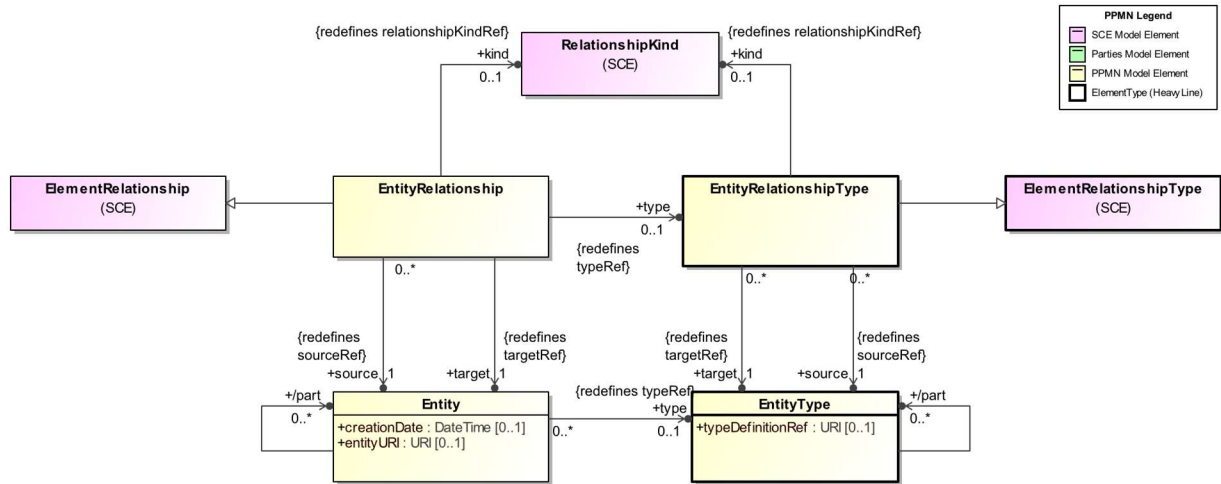 {redefines relationshipKindRef}
{redefines relationshipKindRef}
RelationshipKind
(SCE)
+kind
0..1
+kind
0..1
PPMN Legend
SCE Model Element
Parties Model Element
PPMN Model Element
ElementType (Heavy Line)
ElementRelationship
(SCE)
EntityRelationship
EntityRelationshipType
ElementRelationshipType
(SCE)
+type
0..1
{redefines
typeRef}
0..*
0..*
0..*
{redefines
sourceRef}
{redefines
targetRef}
{redefines
targetRef}
{redefines
sourceRef}
+source 1
+target 1
+target 1
+source 1
+/part
0..*
Entity
+creationDate : DateTime [0..1]
+entityURI : URI [0..1]
{redefines typeRef}
+type
0..*
0..1
EntityType
+typeDefinitionRef : URI [0..1]
+/part
0..*